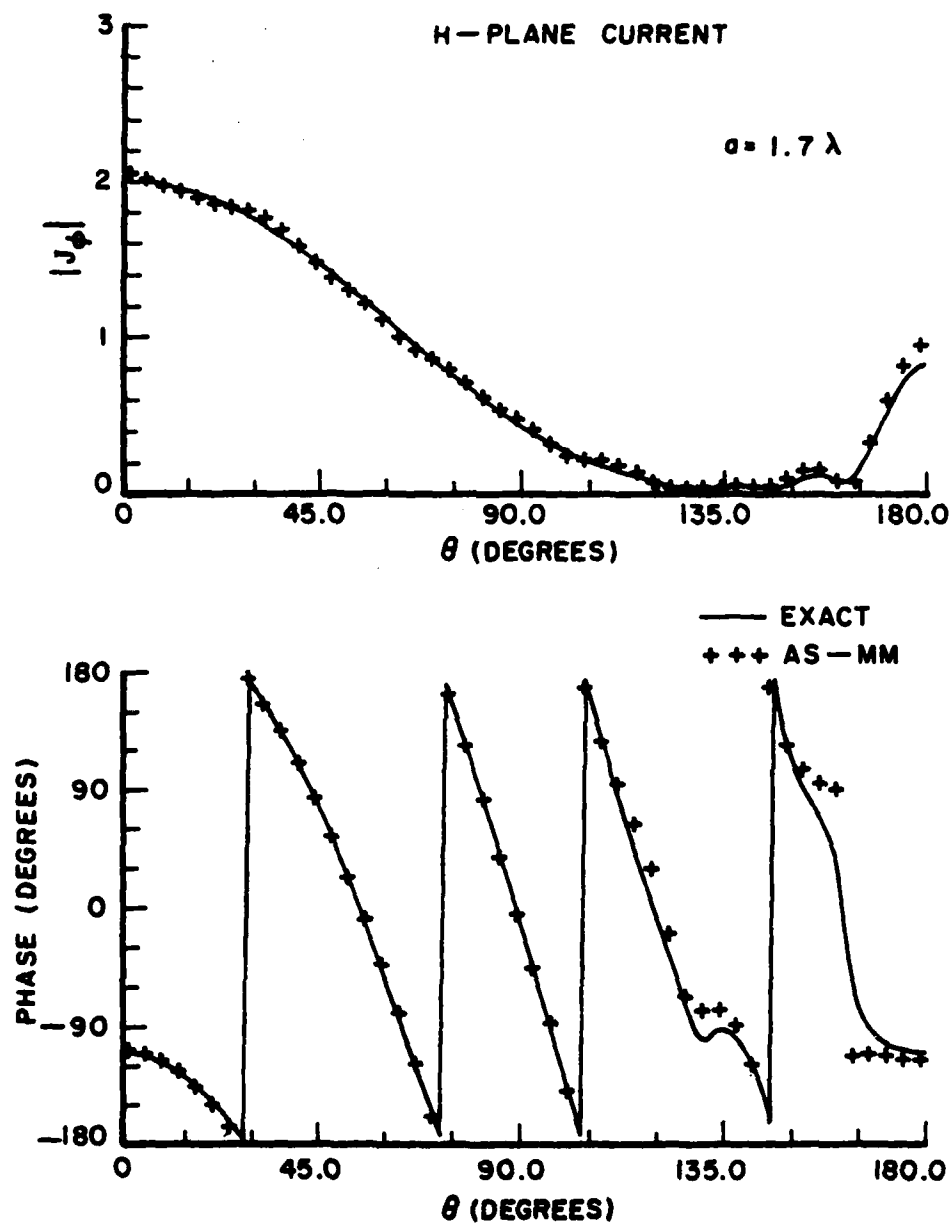 H-PLANE CURRENT
a = 1.7 λ
3
2
1
0
|Jφ|
0 45.0 90.0 135.0 180.0
θ (DEGREES)
— EXACT
+ + + AS-MM
180
90
0
-90
-180
PHASE (DEGREES)
0 45.0 90.0 135.0 180.0
θ (DEGREES)